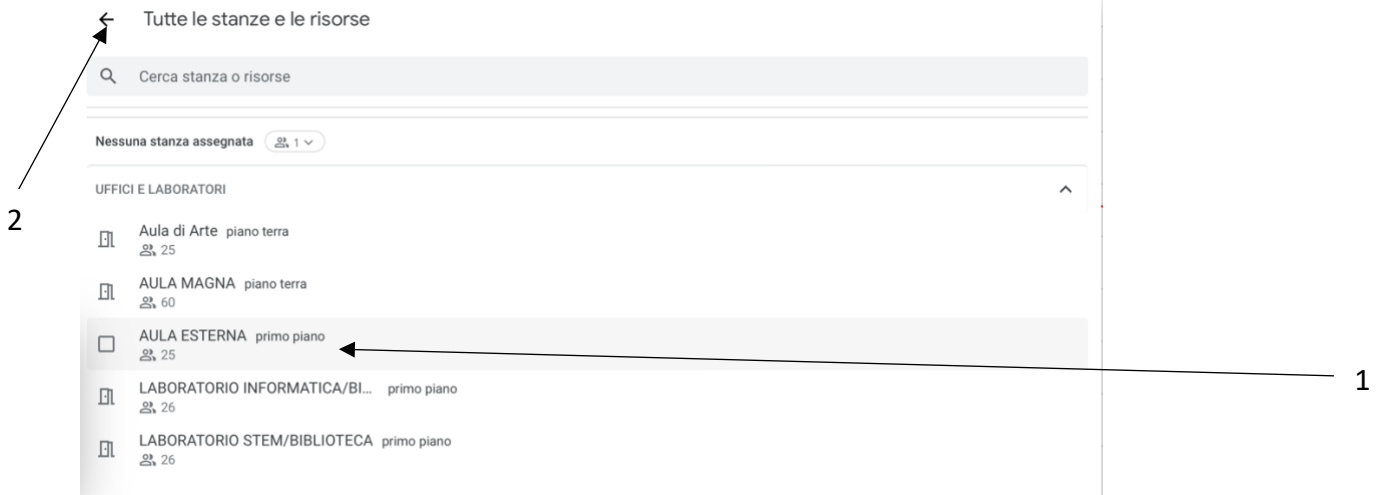 Tutte le stanze e le risorse
Cerca stanza o risorse
Nessuna stanza assegnata 1
UFFICI E LABORATORI
2
Aula di Arte piano terra
25
AULA MAGNA piano terra
60
AULA ESTERNA primo piano
25
1
LABORATORIO INFORMATICA/BI... primo piano
26
LABORATORIO STEM/BIBLIOTECA primo piano
26